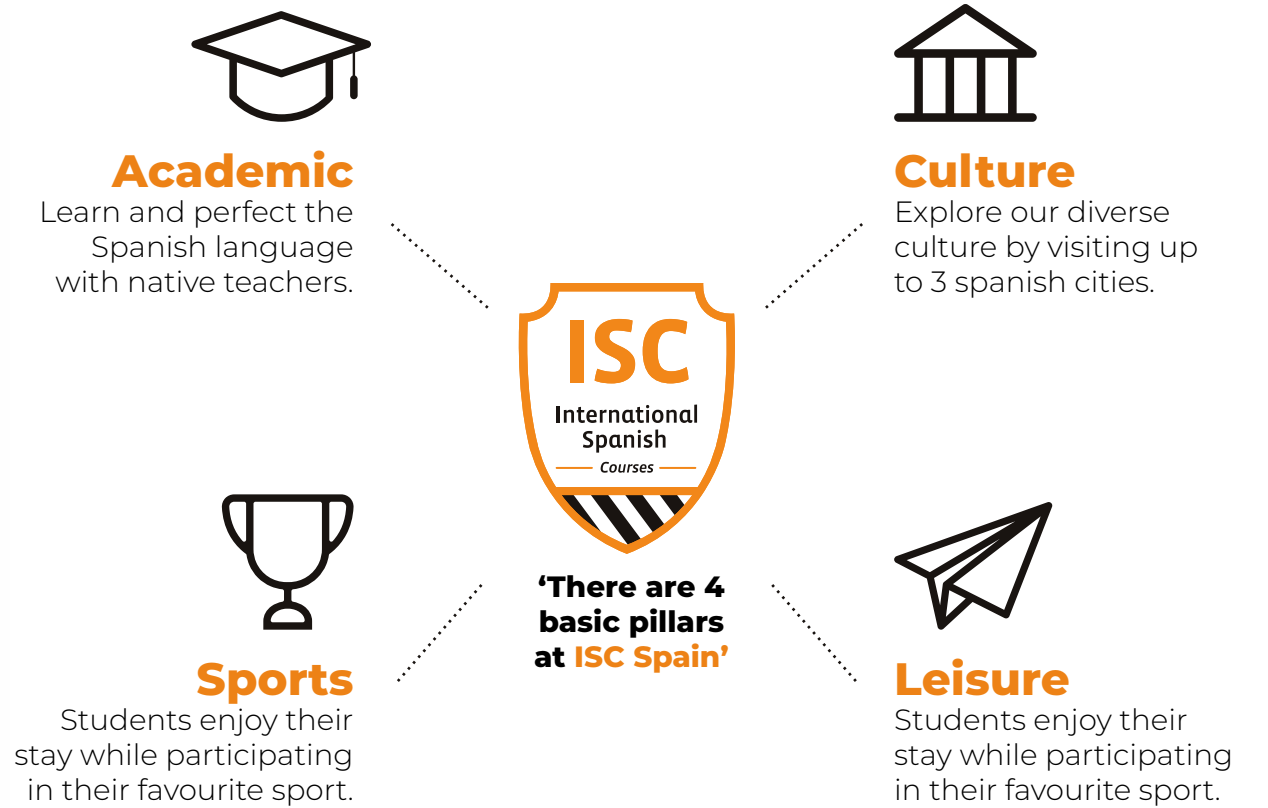 Academic
Learn and perfect the
Spanish language
with native teachers.
Culture
Explore our diverse
culture by visiting up
to 3 spanish cities.
ISC
International
Spanish
Courses
‘There are 4
basic pillars
at ISC Spain’
Sports
Students enjoy their
stay while participating
in their favourite sport.
Leisure
Students enjoy their
stay while participating
in their favourite sport.